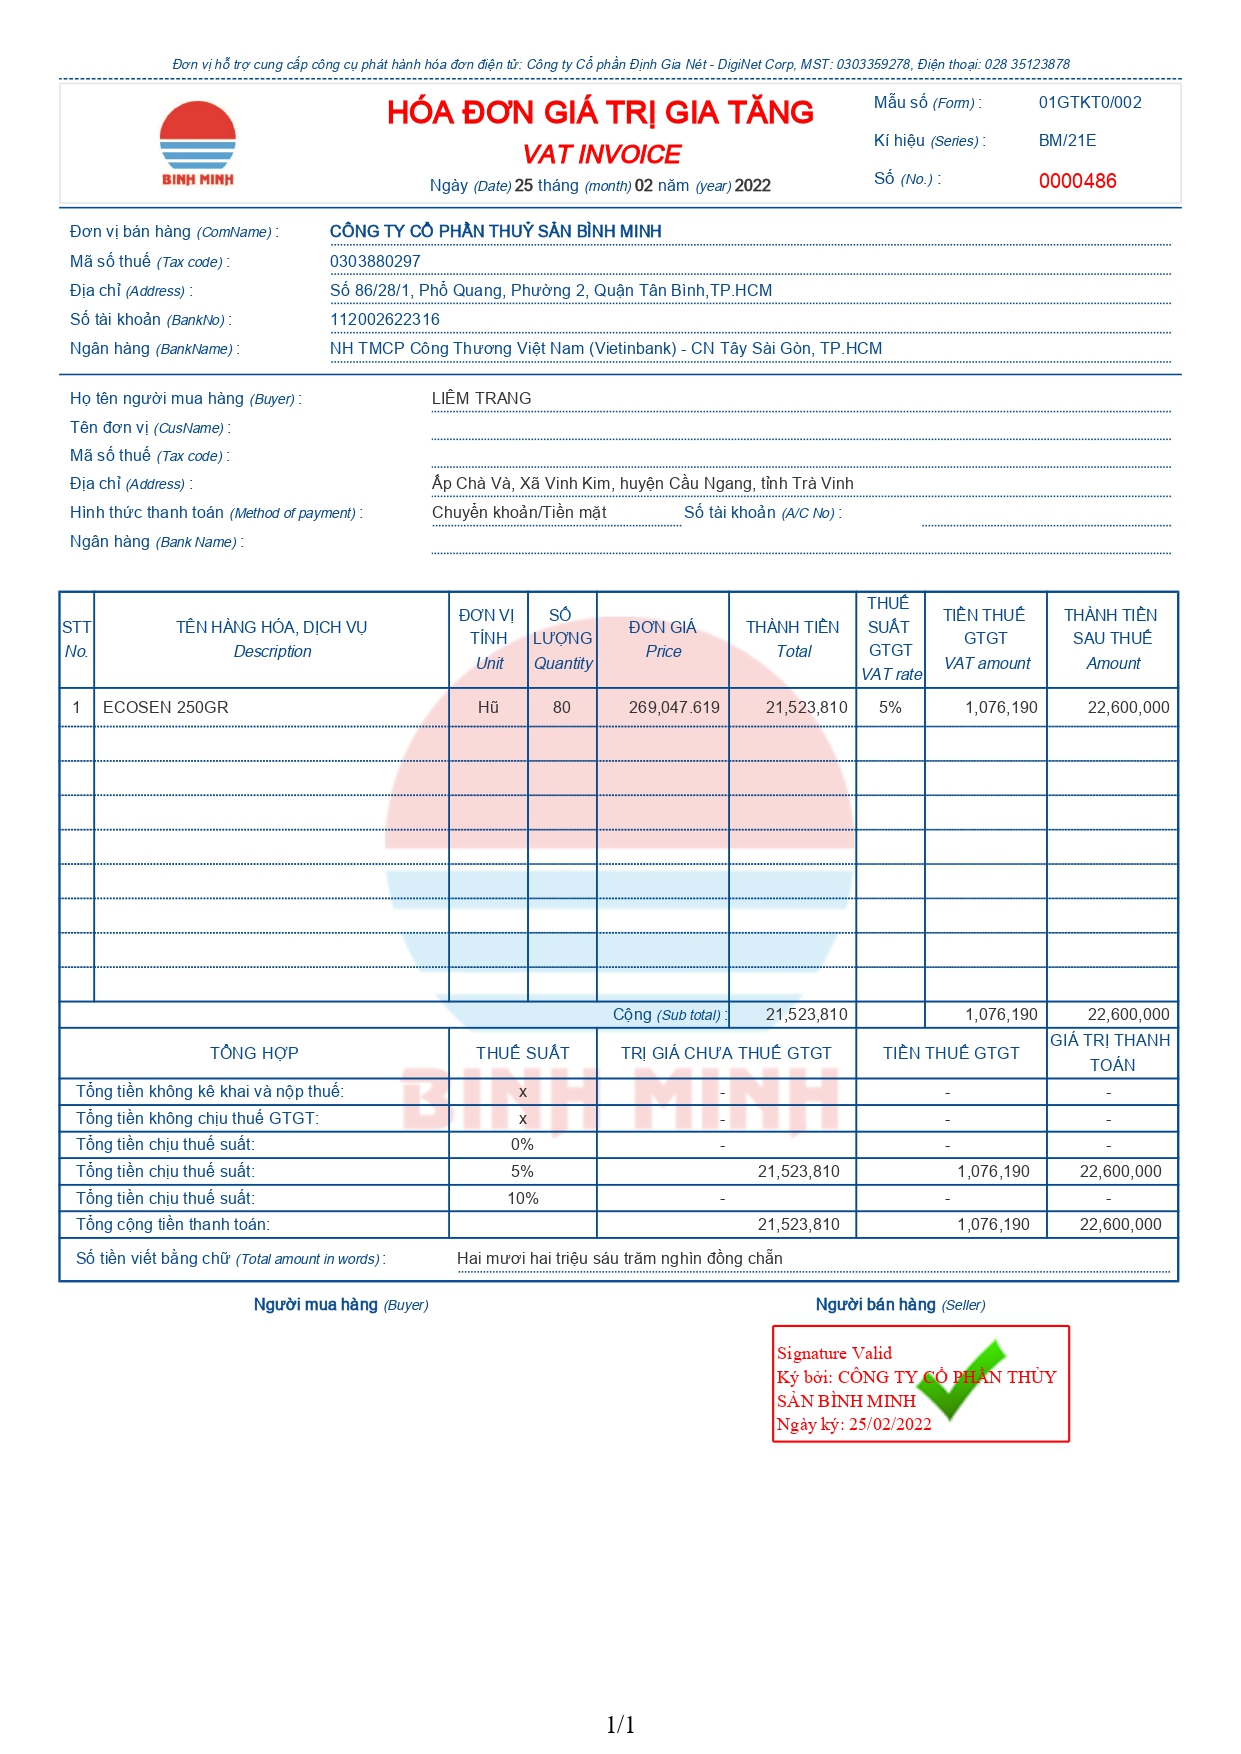 Đơn vị hỗ trợ cung cấp công cụ phát hành hóa đơn điện tử: Công ty Cổ phần Định Gia Nét - DigiNet Corp, MST: 0303359278, Điện thoại: 028 35123878
BINH MINH
HÓA ĐƠN GIÁ TRỊ GIA TĂNG
VAT INVOICE
Ngày (Date) 25 tháng (month) 02 năm (year) 2022
Mẫu số (Form) : 01GTKT0/002
Kí hiệu (Series) : BM/21E
Số (No.) : 0000486
Đơn vị bán hàng (ComName) : CÔNG TY CỔ PHẦN THUỶ SẢN BÌNH MINH
Mã số thuế (Tax code) : 0303880297
Địa chỉ (Address) : Số 86/28/1, Phổ Quang, Phường 2, Quận Tân Bình,TP.HCM
Số tài khoản (BankNo) : 112002622316
Ngân hàng (BankName) : NH TMCP Công Thương Việt Nam (Vietinbank) - CN Tây Sài Gòn, TP.HCM
Họ tên người mua hàng (Buyer) : LIÊM TRANG
Tên đơn vị (CusName) :
Mã số thuế (Tax code) :
Địa chỉ (Address) : Ấp Chà Và, Xã Vinh Kim, huyện Cầu Ngang, tỉnh Trà Vinh
Hình thức thanh toán (Method of payment) : Chuyển khoản/Tiền mặt Số tài khoản (A/C No) :
Ngân hàng (Bank Name) :
STT No. TÊN HÀNG HÓA, DỊCH VỤ Description ĐƠN VỊ TÍNH Unit SỐ LƯỢNG Quantity ĐƠN GIÁ Price THÀNH TIỀN Total THUẾ SUẤT GTGT VAT rate TIỀN THUẾ GTGT VAT amount THÀNH TIỀN SAU THUẾ Amount
1 ECOSEN 250GR Hũ 80 269,047.619 21,523,810 5% 1,076,190 22,600,000
Cộng (Sub total) : 21,523,810 1,076,190 22,600,000
TỔNG HỢP THUẾ SUẤT TRỊ GIÁ CHƯA THUẾ GTGT TIỀN THUẾ GTGT GIÁ TRỊ THANH TOÁN
BINH MINH
Tổng tiền không kê khai và nộp thuế: x - - -
Tổng tiền không chịu thuế GTGT: x - - -
Tổng tiền chịu thuế suất: 0% - - -
Tổng tiền chịu thuế suất: 5% 21,523,810 1,076,190 22,600,000
Tổng tiền chịu thuế suất: 10% - - -
Tổng cộng tiền thanh toán: 21,523,810 1,076,190 22,600,000
Số tiền viết bằng chữ (Total amount in words) : Hai mươi hai triệu sáu trăm nghìn đồng chẵn
Người mua hàng (Buyer) Người bán hàng (Seller)
Signature Valid
Ký bởi: CÔNG TY CỔ PHẦN THỦY
SẢN BÌNH MINH
Ngày ký: 25/02/2022
1/1